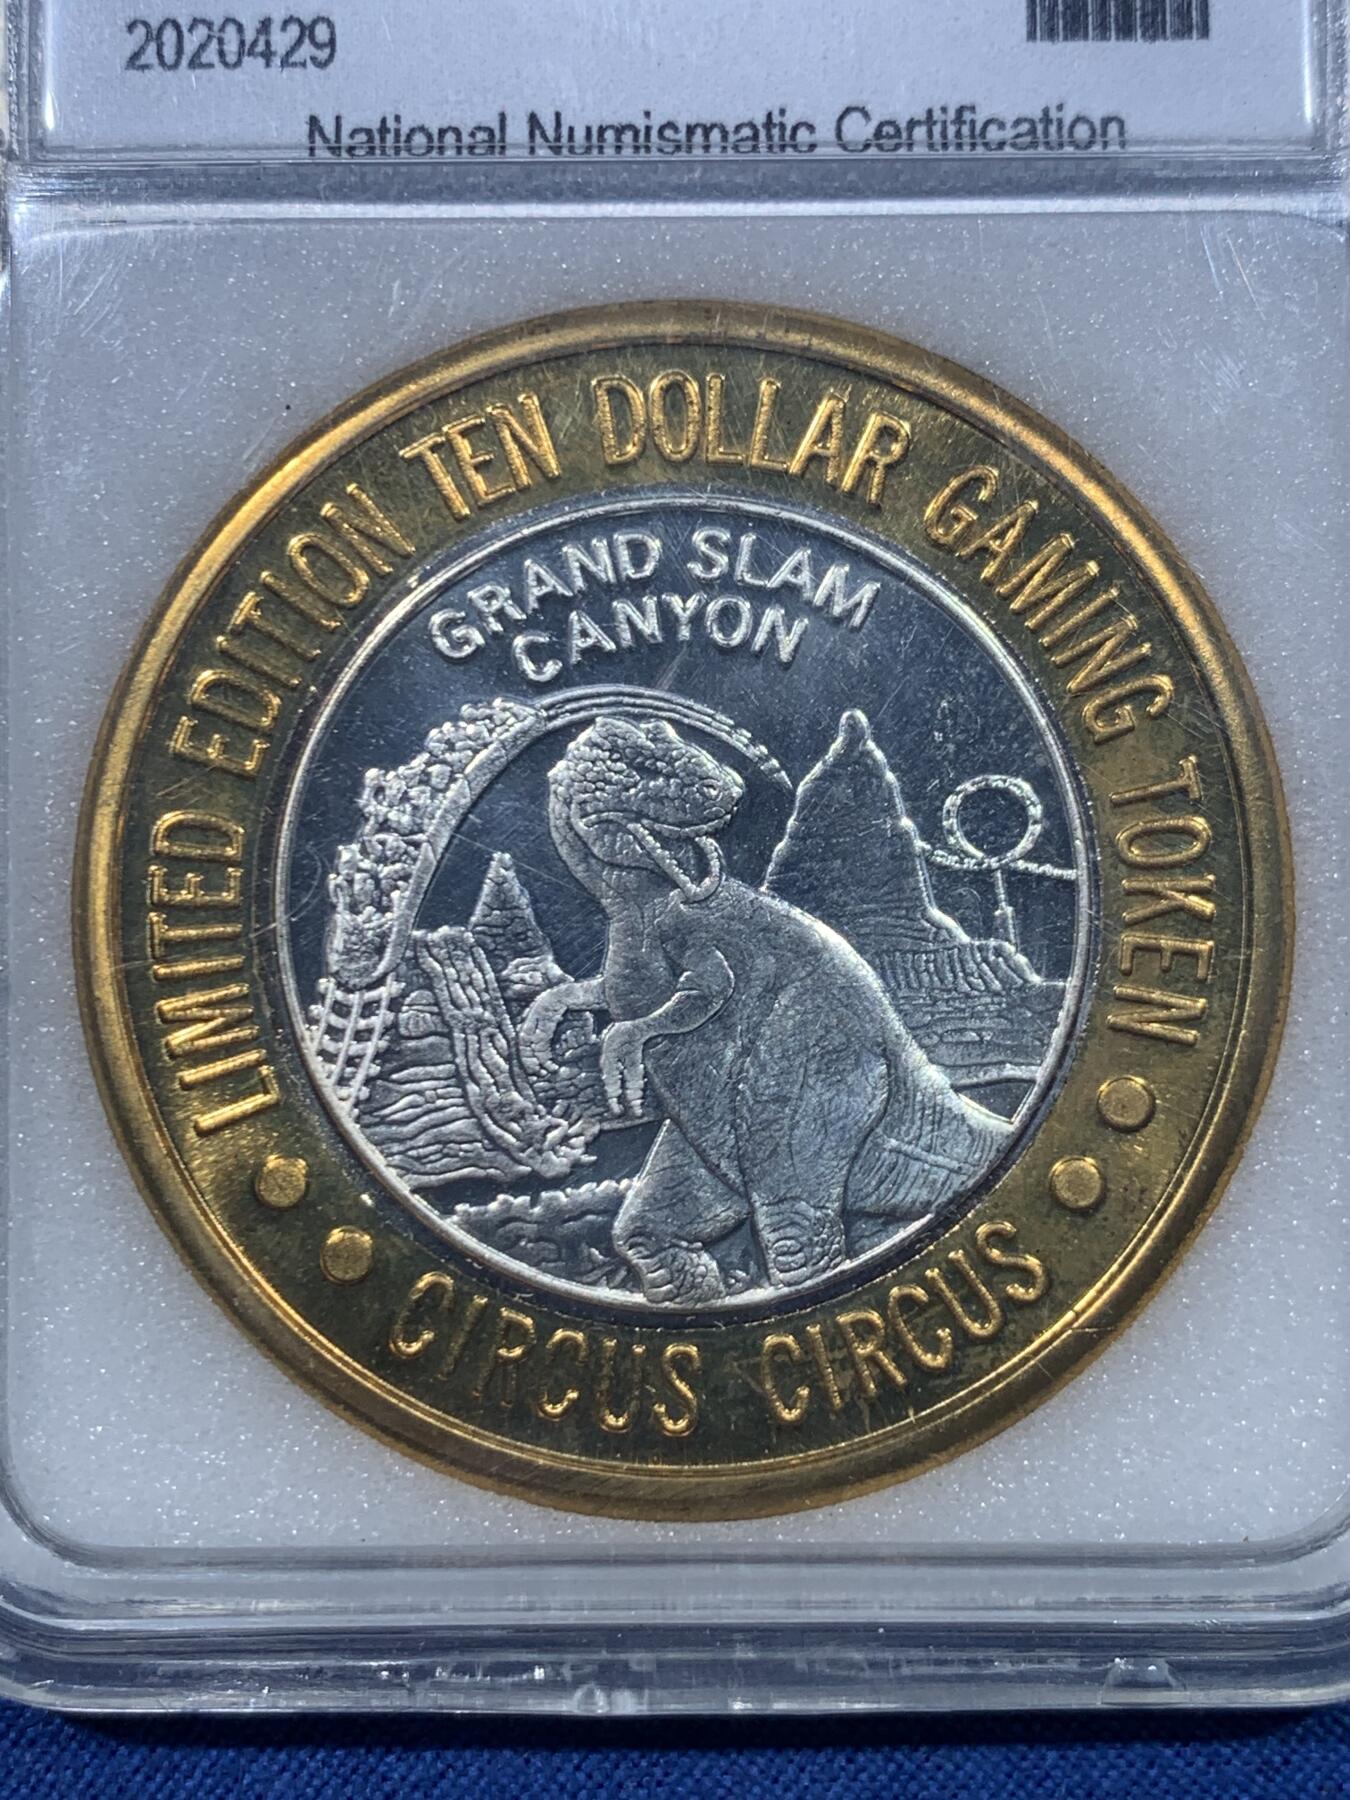 2020429
National Numismatic Certification
LIMITED EDITION TEN DOLLAR GAMING TOKEN
GRAND SLAM
CANYON
CIRCUS CIRCUS